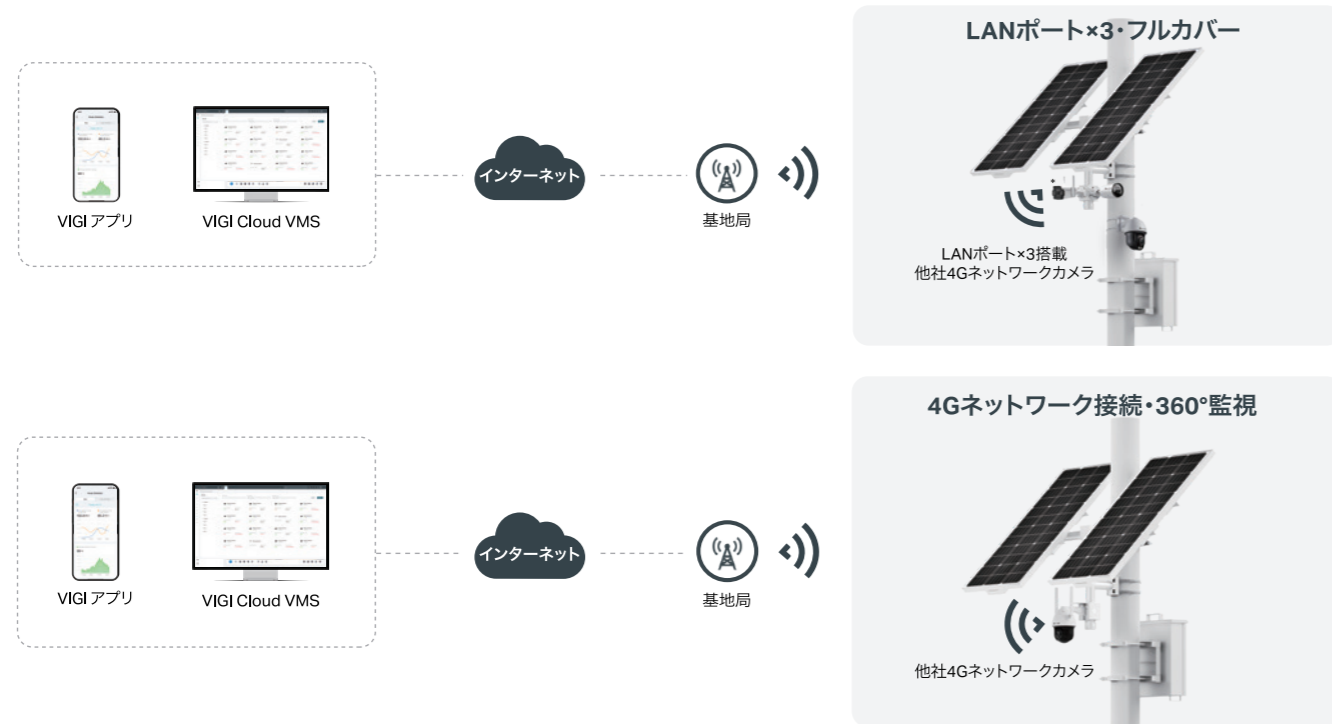 LANポート×3・フルカバー
VIGI アプリ
VIGI Cloud VMS
インターネット
基地局
LANポート×3搭載
他社4Gネットワークカメラ
4Gネットワーク接続・360°監視
VIGI アプリ
VIGI Cloud VMS
インターネット
基地局
他社4Gネットワークカメラ